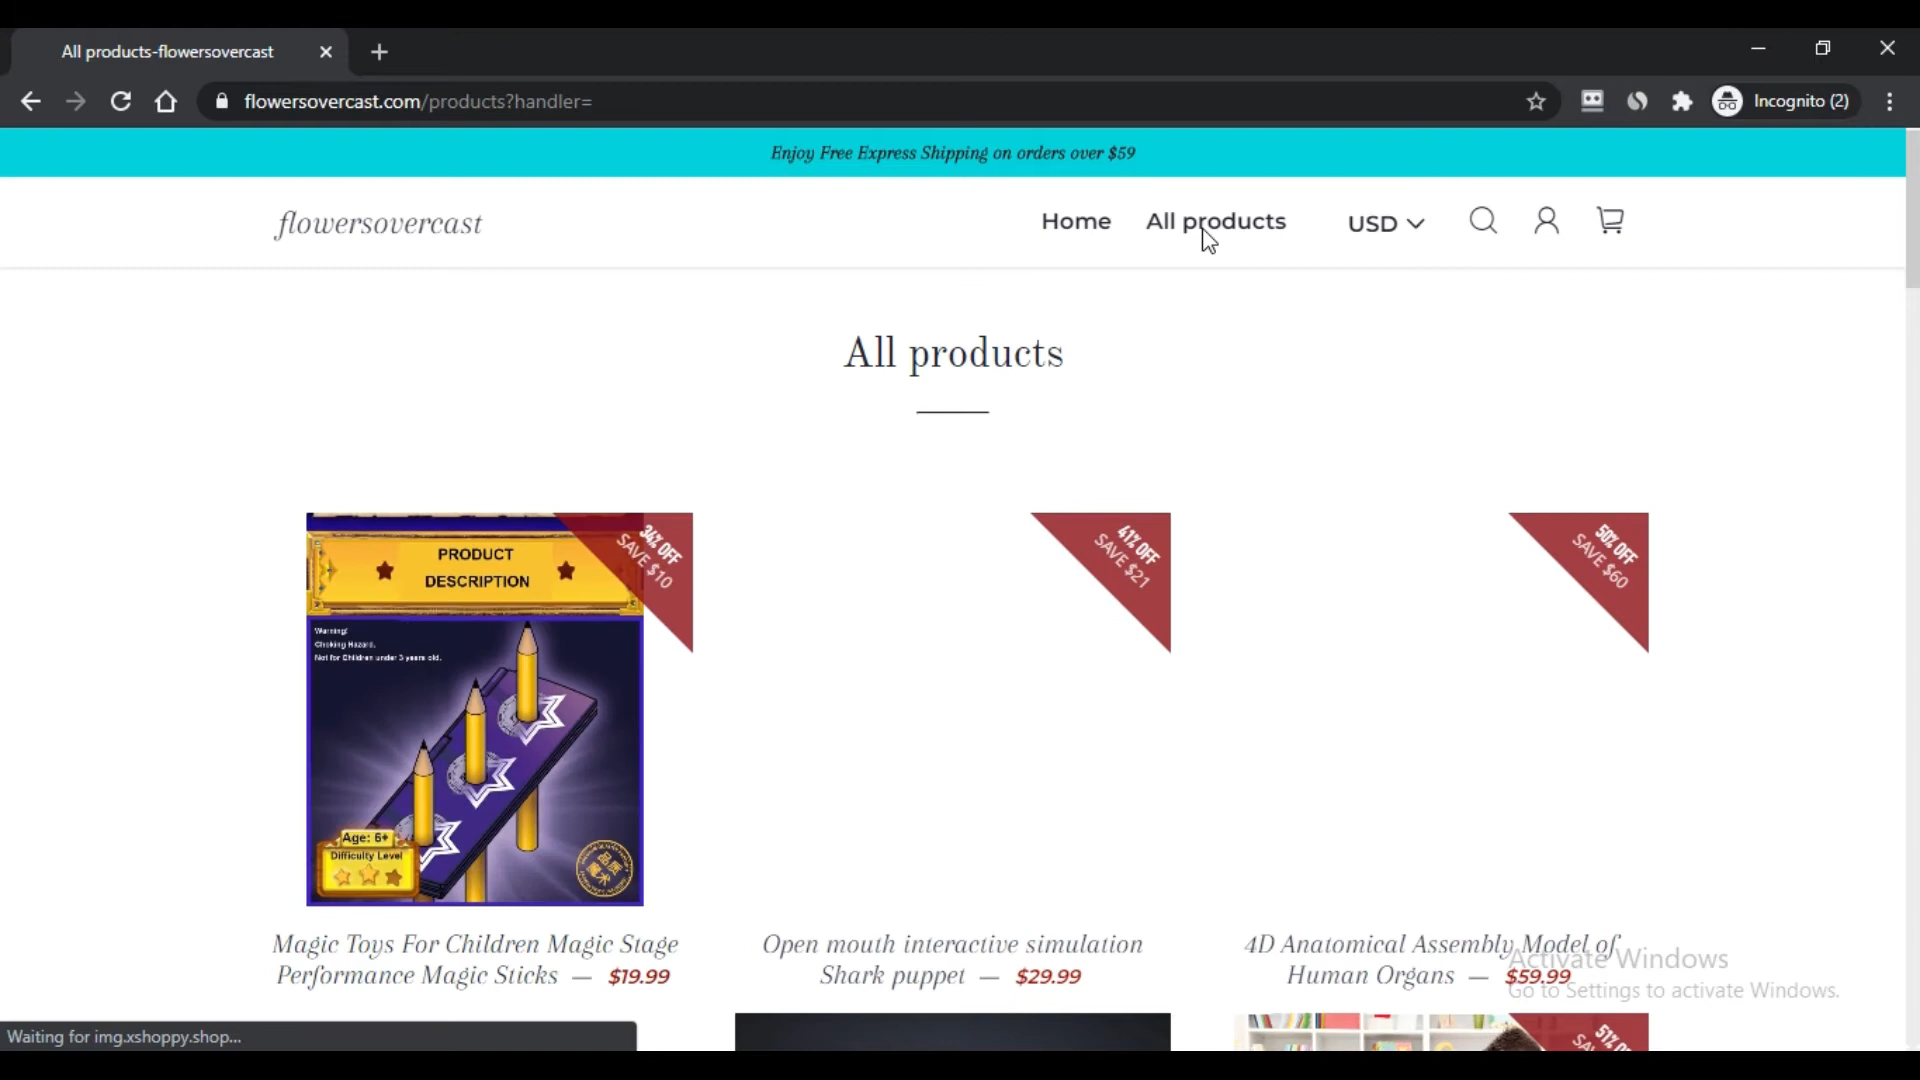 All products-flowersovercast
flowersovercast.com/products?handler=
Incognito (2)
Enjoy Free Express Shipping on orders over $59
flowersovercast
Home
All products
USD
All products
PRODUCT
DESCRIPTION
34% OFF
SAVE $10
Warning!
Choking Hazard.
Not for Children under 3 years old.
Age: 6+
Difficulty Level
41% OFF
SAVE $21
50% OFF
SAVE $60
Magic Toys For Children Magic Stage
Performance Magic Sticks — $19.99
Open mouth interactive simulation
Shark puppet — $29.99
4D Anatomical Assembly Model of
Human Organs — $59.99
Activate Windows
Go to Settings to activate Windows.
51%
Waiting for img.xshoppy.shop...